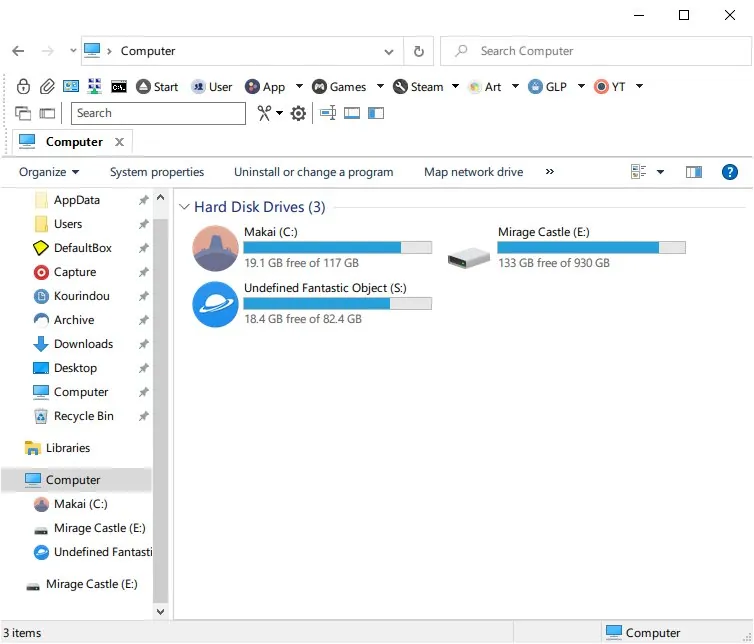 Computer
Search Computer
C:\.
Start
User
App
Games
Steam
Art
GLP
YT
Search
Computer
Organize
System properties
Uninstall or change a program
Map network drive
»
?
AppData
Users
DefaultBox
Capture
Kourindou
Archive
Downloads
Desktop
Computer
Recycle Bin
Libraries
Computer
Makai (C:)
Mirage Castle (E:)
Undefined Fantasti
Mirage Castle (E:)
Hard Disk Drives (3)
Makai (C:)
19.1 GB free of 117 GB
Mirage Castle (E:)
133 GB free of 930 GB
Undefined Fantastic Object (S:)
18.4 GB free of 82.4 GB
3 items
Computer